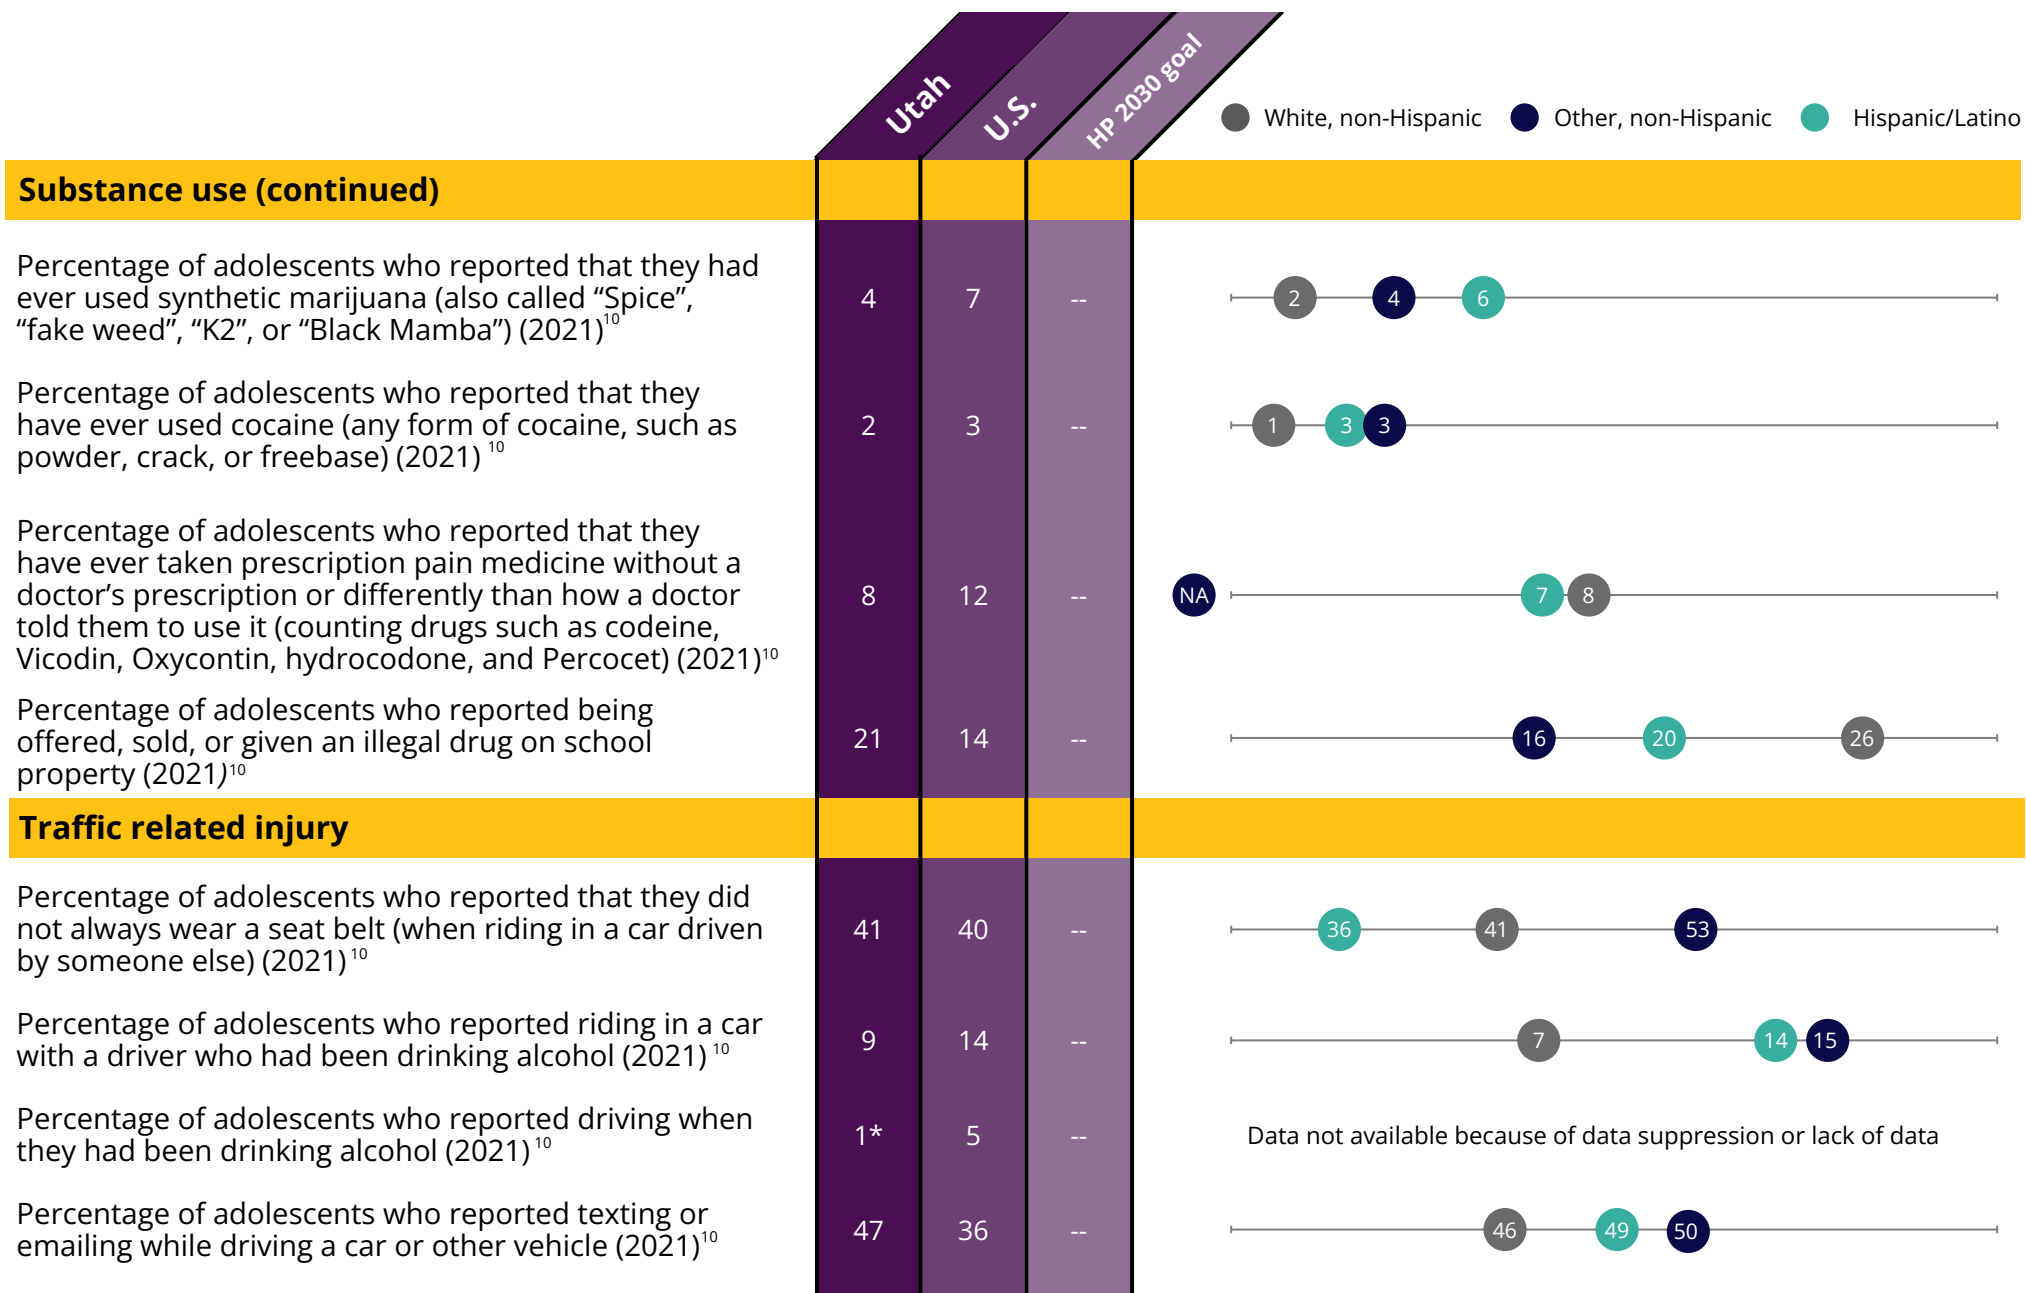 Utah
U.S.
HP 2030 goal
White, non-Hispanic
Other, non-Hispanic
Hispanic/Latino
Substance use (continued)
Percentage of adolescents who reported that they had
ever used synthetic marijuana (also called “Spice”,
“fake weed”, “K2”, or “Black Mamba”) (2021)10
4
7
--
2
4
6
Percentage of adolescents who reported that they
have ever used cocaine (any form of cocaine, such as
powder, crack, or freebase) (2021) 10
2
3
--
1
3
3
Percentage of adolescents who reported that they
have ever taken prescription pain medicine without a
doctor’s prescription or differently than how a doctor
told them to use it (counting drugs such as codeine,
Vicodin, Oxycontin, hydrocodone, and Percocet) (2021)10
8
12
--
NA
7
8
Percentage of adolescents who reported being
offered, sold, or given an illegal drug on school
property (2021)10
21
14
--
16
20
26
Traffic related injury
Percentage of adolescents who reported that they did
not always wear a seat belt (when riding in a car driven
by someone else) (2021) 10
41
40
--
36
41
53
Percentage of adolescents who reported riding in a car
with a driver who had been drinking alcohol (2021) 10
9
14
--
7
14
15
Percentage of adolescents who reported driving when
they had been drinking alcohol (2021) 10
1*
5
--
Data not available because of data suppression or lack of data
Percentage of adolescents who reported texting or
emailing while driving a car or other vehicle (2021)10
47
36
--
46
49
50